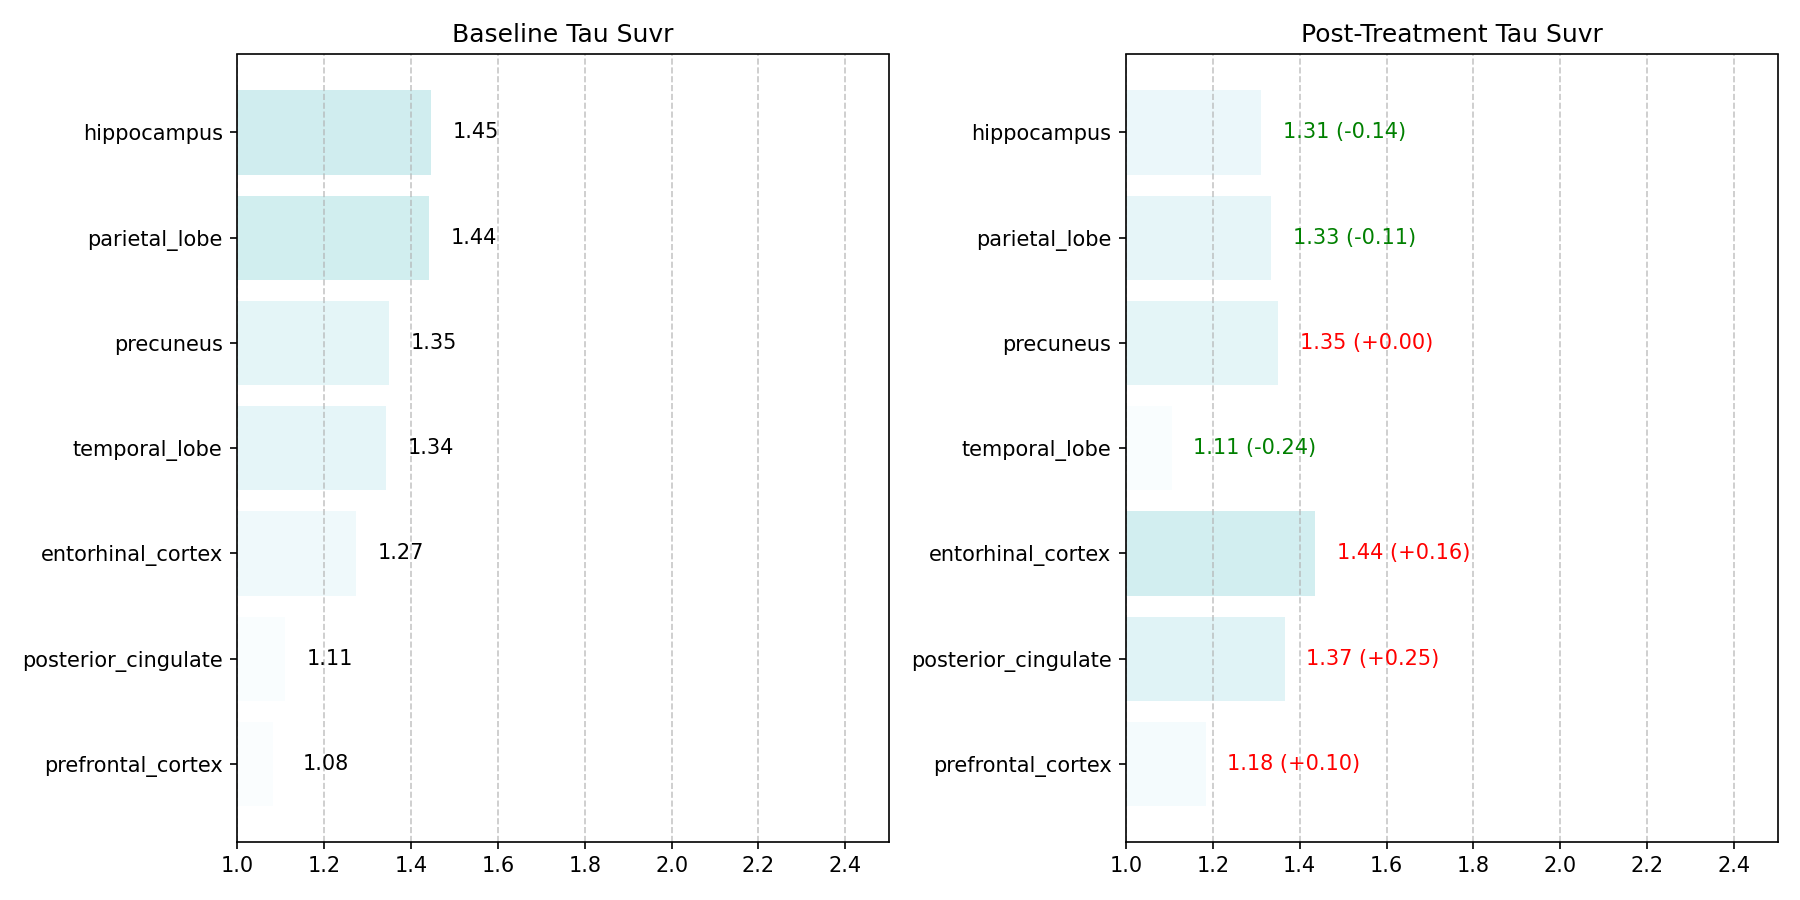 Baseline Tau Suvr
hippocampus 1.45
parietal_lobe 1.44
precuneus 1.35
temporal_lobe 1.34
entorhinal_cortex 1.27
posterior_cingulate 1.11
prefrontal_cortex 1.08
1.0 1.2 1.4 1.6 1.8 2.0 2.2 2.4
Post-Treatment Tau Suvr
hippocampus 1.31 (-0.14)
parietal_lobe 1.33 (-0.11)
precuneus 1.35 (+0.00)
temporal_lobe 1.11 (-0.24)
entorhinal_cortex 1.44 (+0.16)
posterior_cingulate 1.37 (+0.25)
prefrontal_cortex 1.18 (+0.10)
1.0 1.2 1.4 1.6 1.8 2.0 2.2 2.4